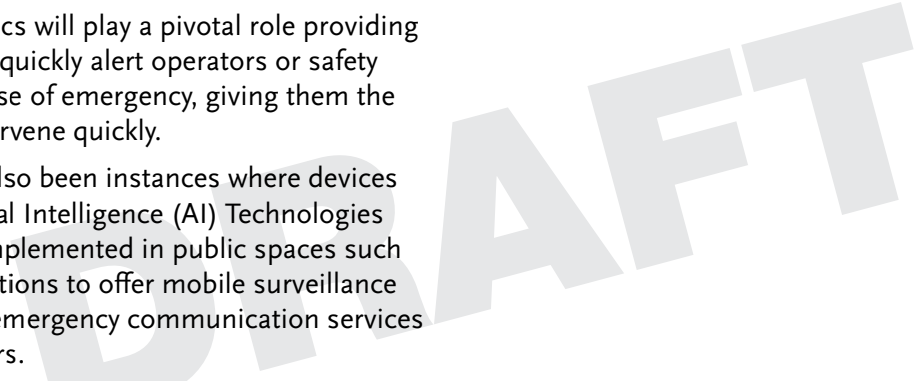 cs will play a pivotal role providing
quickly alert operators or safety
se of emergency, giving them the
rvene quickly.
lso been instances where devices
al Intelligence (AI) Technologies
mplemented in public spaces such
tions to offer mobile surveillance
emergency communication services
rs.
DRAFT